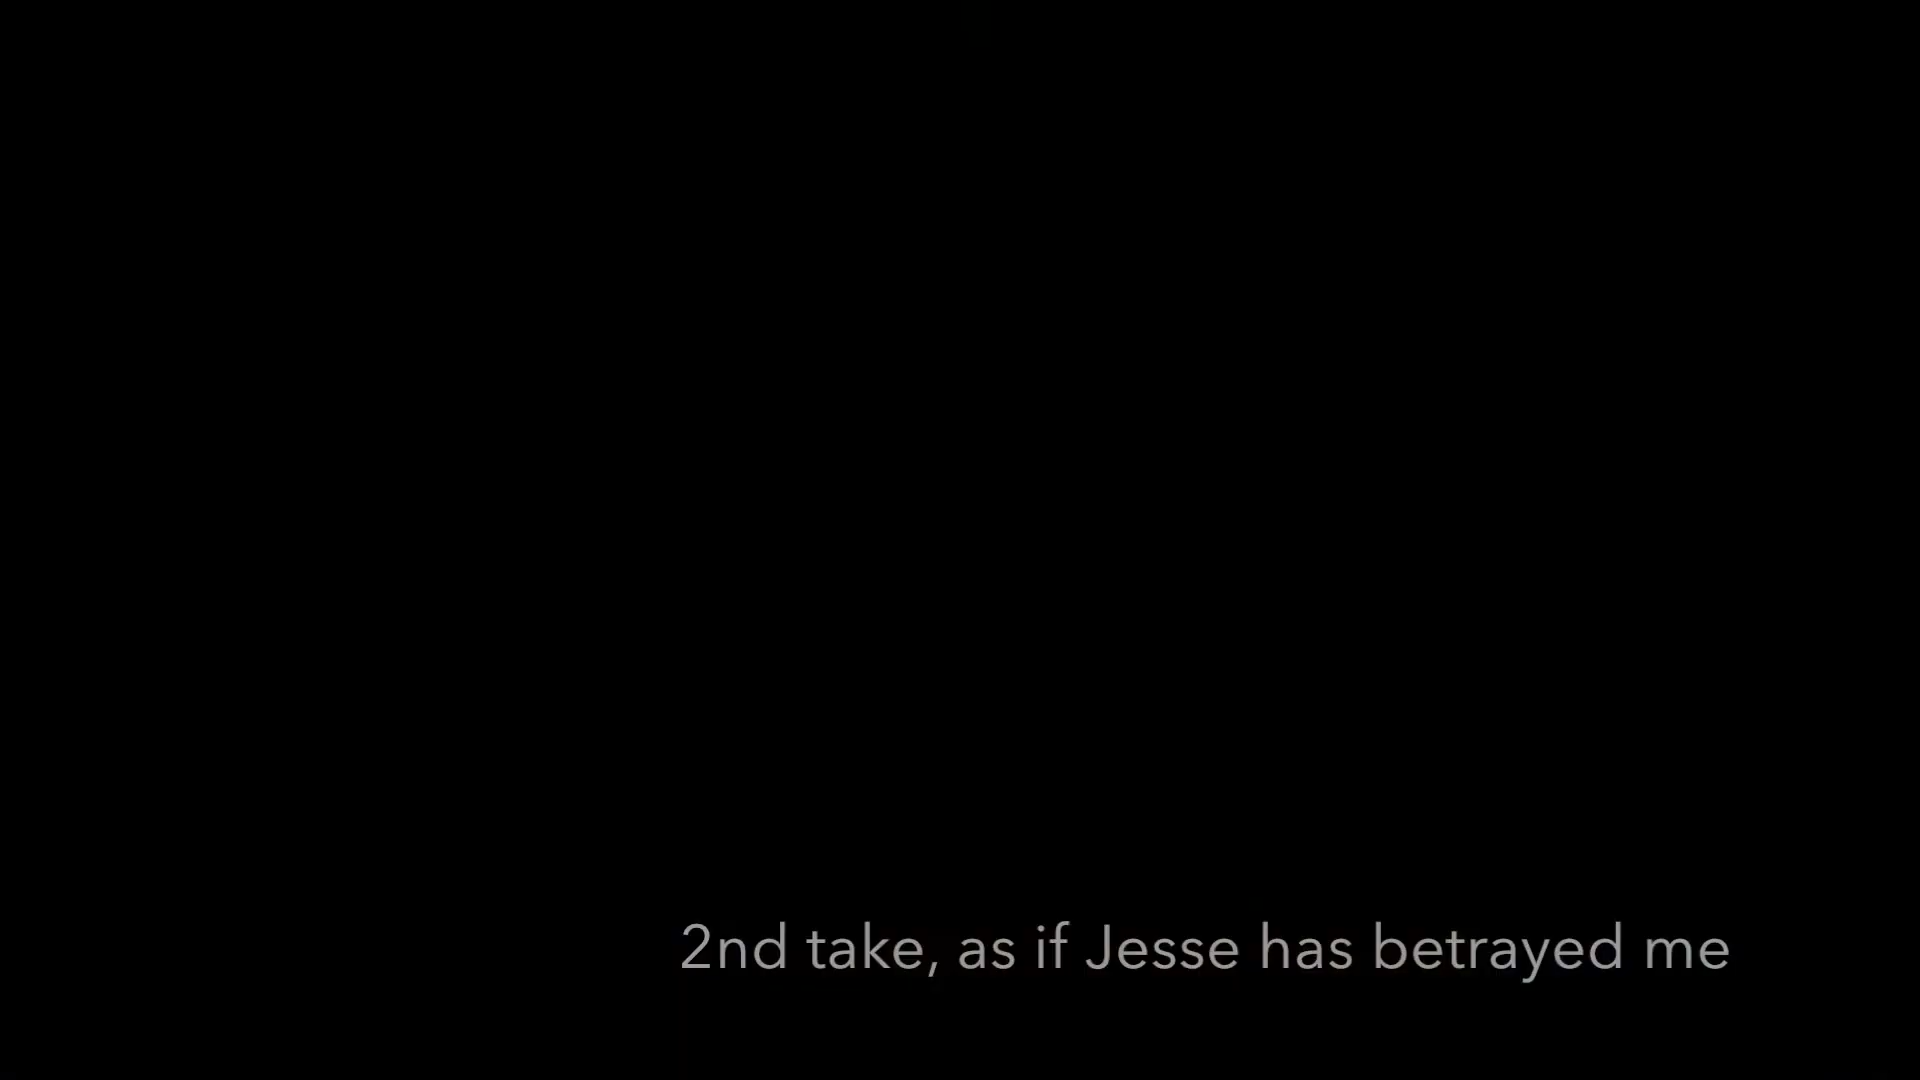 2nd take, as if Jesse has betrayed me